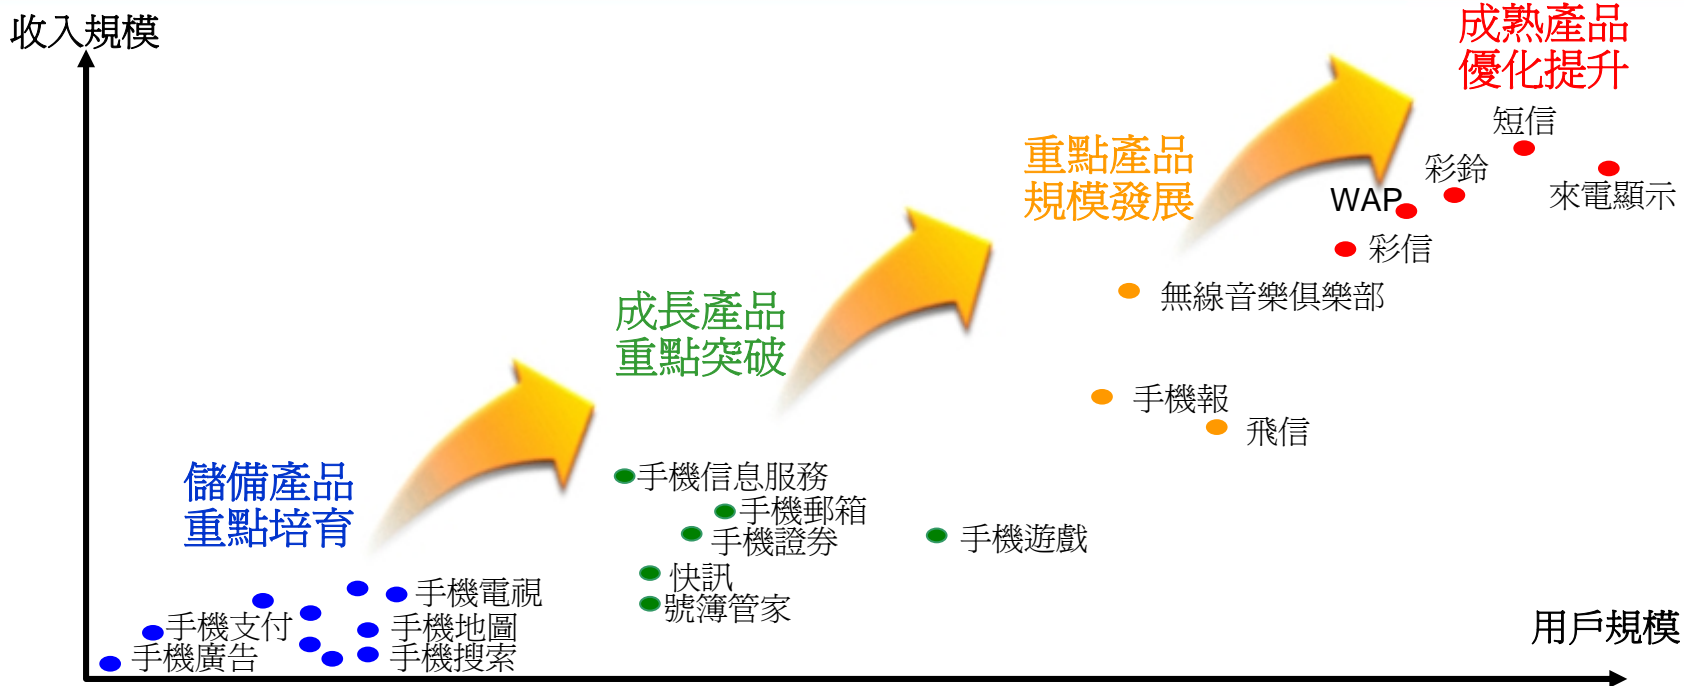 收入規模
成熟產品
優化提升
短信
重點產品
規模發展
彩鈴
WAP
來電顯示
彩信
無線音樂俱樂部
成長產品
重點突破
手機報
飛信
儲備產品
重點培育
手機信息服務
手機郵箱
手機證券
手機遊戲
快訊
號簿管家
手機電視
手機支付
手機地圖
手機廣告
手機搜索
用戶規模